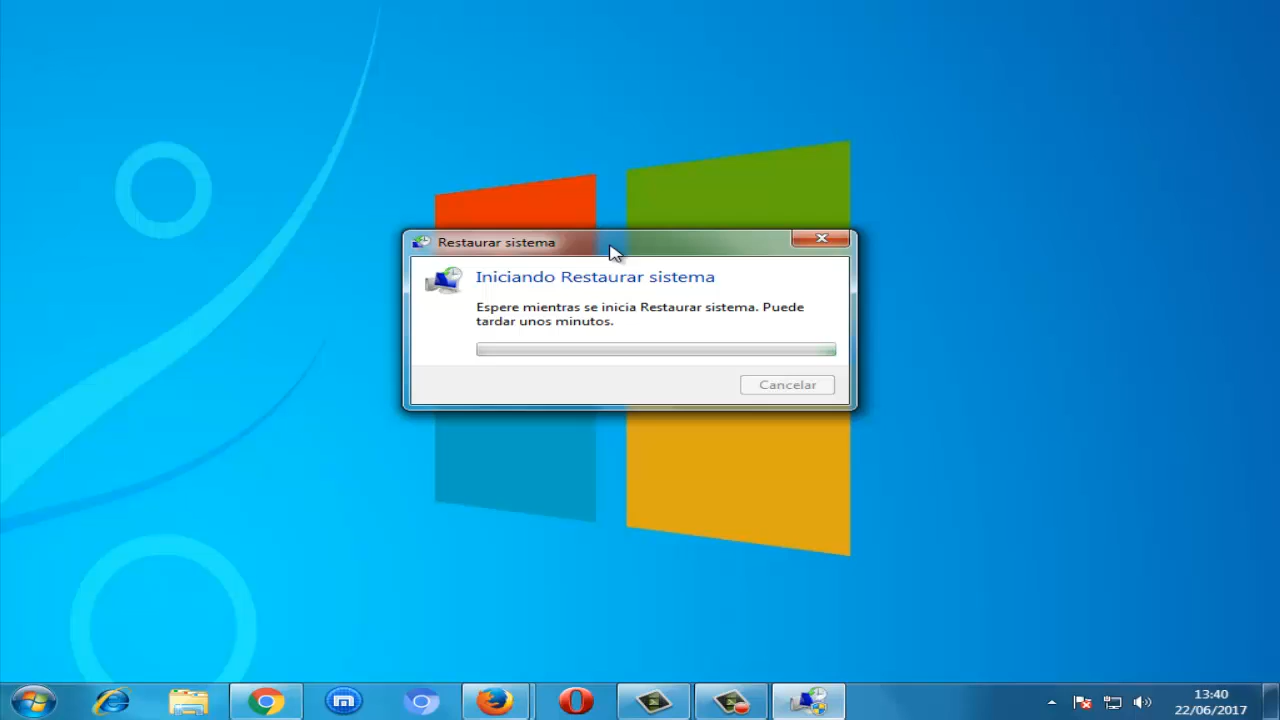 Restaurar sistema
Iniciando Restaurar sistema
Espere mientras se inicia Restaurar sistema. Puede
tardar unos minutos.
Cancelar
13:40
22/06/2017